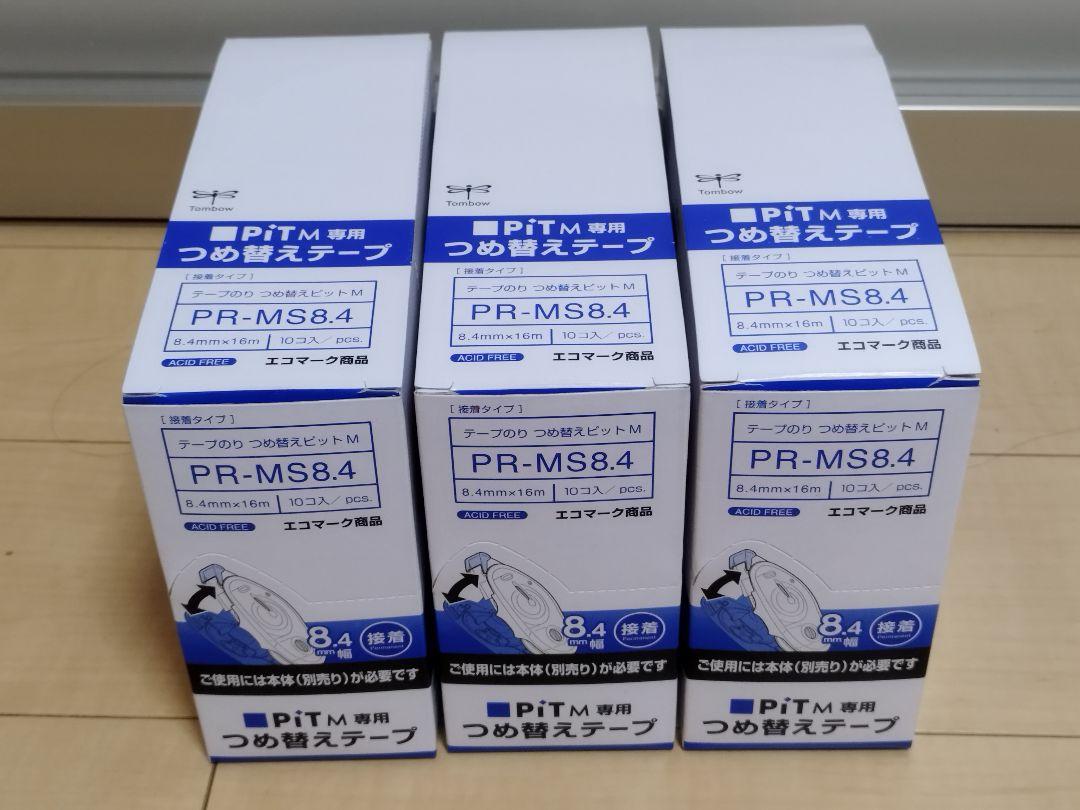 Tombow
PiT M 専用
つめ替えテープ
[接着タイプ]
テープのり つめ替えピット M
PR-MS8.4
8.4mm×16m 10コ入/pcs.
ACID FREE エコマーク商品
[接着タイプ]
テープのり つめ替えピット M
PR-MS8.4
8.4mm×16m 10コ入/pcs.
ACID FREE エコマーク商品
8.4mm幅 接着 Permanent
ご使用には本体(別売り)が必要です
PiT M 専用
つめ替えテープ
Tombow
PiT M 専用
つめ替えテープ
[接着タイプ]
テープのり つめ替えピット M
PR-MS8.4
8.4mm×16m 10コ入/pcs.
ACID FREE エコマーク商品
[接着タイプ]
テープのり つめ替えピット M
PR-MS8.4
8.4mm×16m 10コ入/pcs.
ACID FREE エコマーク商品
8.4mm幅 接着 Permanent
ご使用には本体(別売り)が必要です
PiT M 専用
つめ替えテープ
Tombow
PiT M 専用
つめ替えテープ
[接着タイプ]
テープのり つめ替えピット M
PR-MS8.4
8.4mm×16m 10コ入/pcs.
ACID FREE エコマーク商品
[接着タイプ]
テープのり つめ替えピット M
PR-MS8.4
8.4mm×16m 10コ入/pcs.
ACID FREE エコマーク商品
8.4mm幅 接着 Permanent
ご使用には本体(別売り)が必要です
PiT M 専用
つめ替えテープ